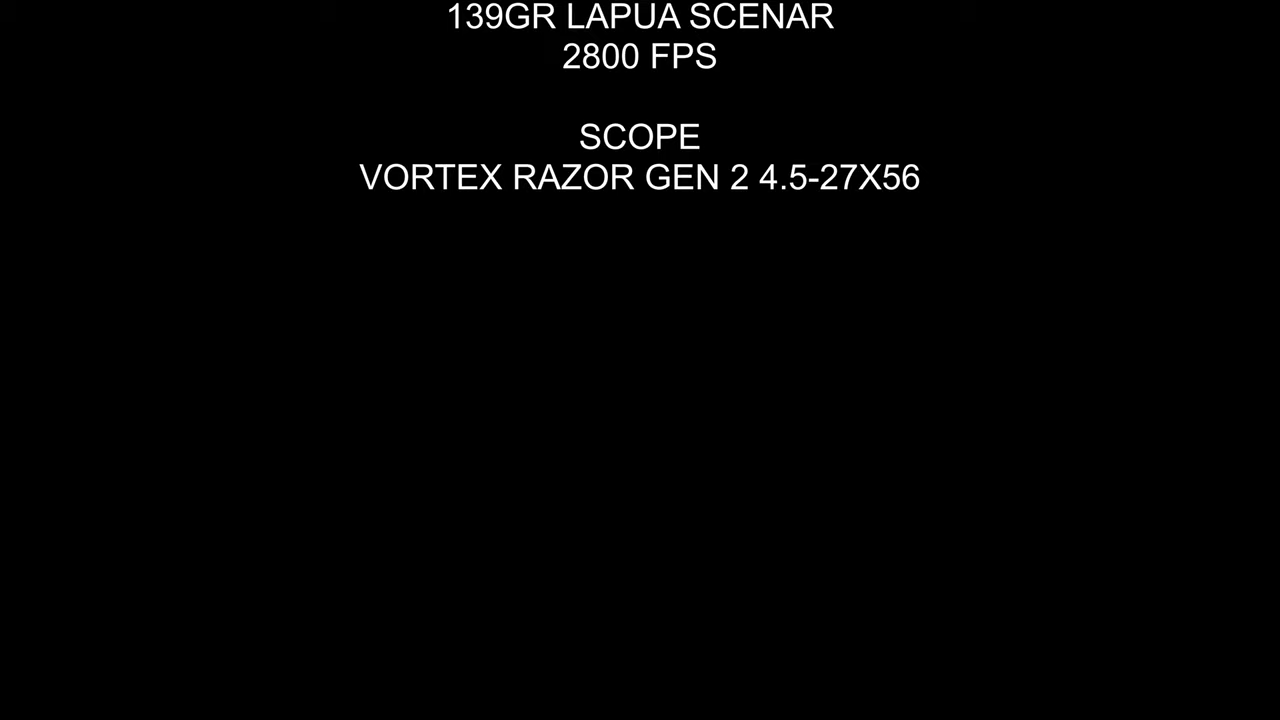 139GR LAPUA SCENAR
2800 FPS
SCOPE
VORTEX RAZOR GEN 2 4.5-27X56